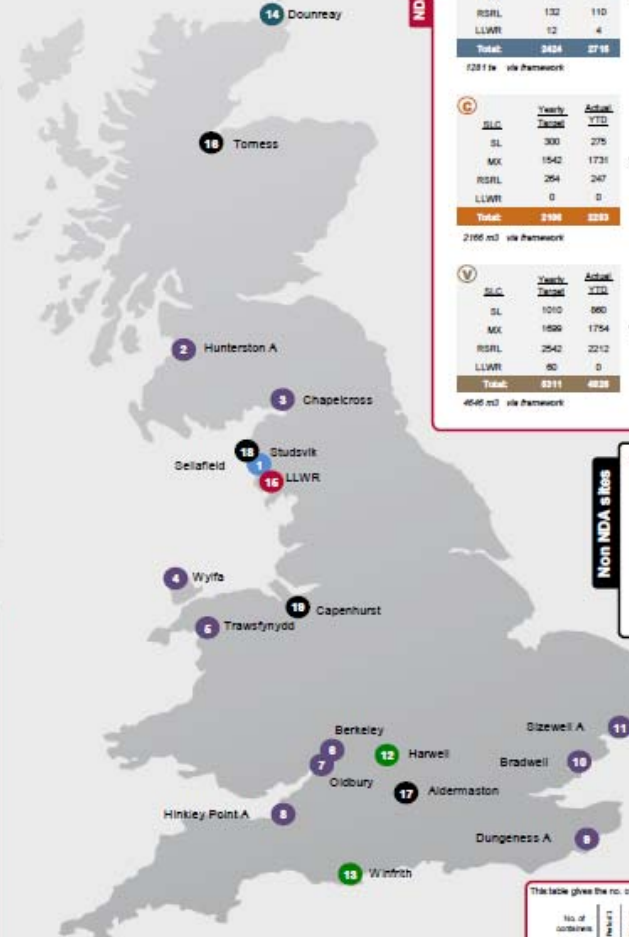 14 Dounreay
16 Torness
2 Hunterston A
3 Chapelcross
18 Studsvik
Sellafield 1
15 LLWR
4 Wylfa
19 Capenhurst
5 Trawsfynydd
Berkeley
6
7
Oldbury
12 Harwell
17 Aldermaston
Sizewell A 11
Bradwell 10
Hinkley Point A 8
Dungeness A 9
13 Winfrith
ND
RSRL 132 110
LLWR 12 4
Total: 2424
1281 te via framework
C
SLC Yearly Target Actual YTD
SL 300 275
MX 1542 1731
RSRL 264 247
LLWR 0 0
Total: 2106 2253
2166 m3 via framework
V
SLC Yearly Target Actual YTD
SL 1010 860
MX 1699 1754
RSRL 2542 2212
LLWR 60 0
Total: 5311 4826
4646 m3 via framework
Non NDA sites
This table gives the no. o
No. of containers
Period 1